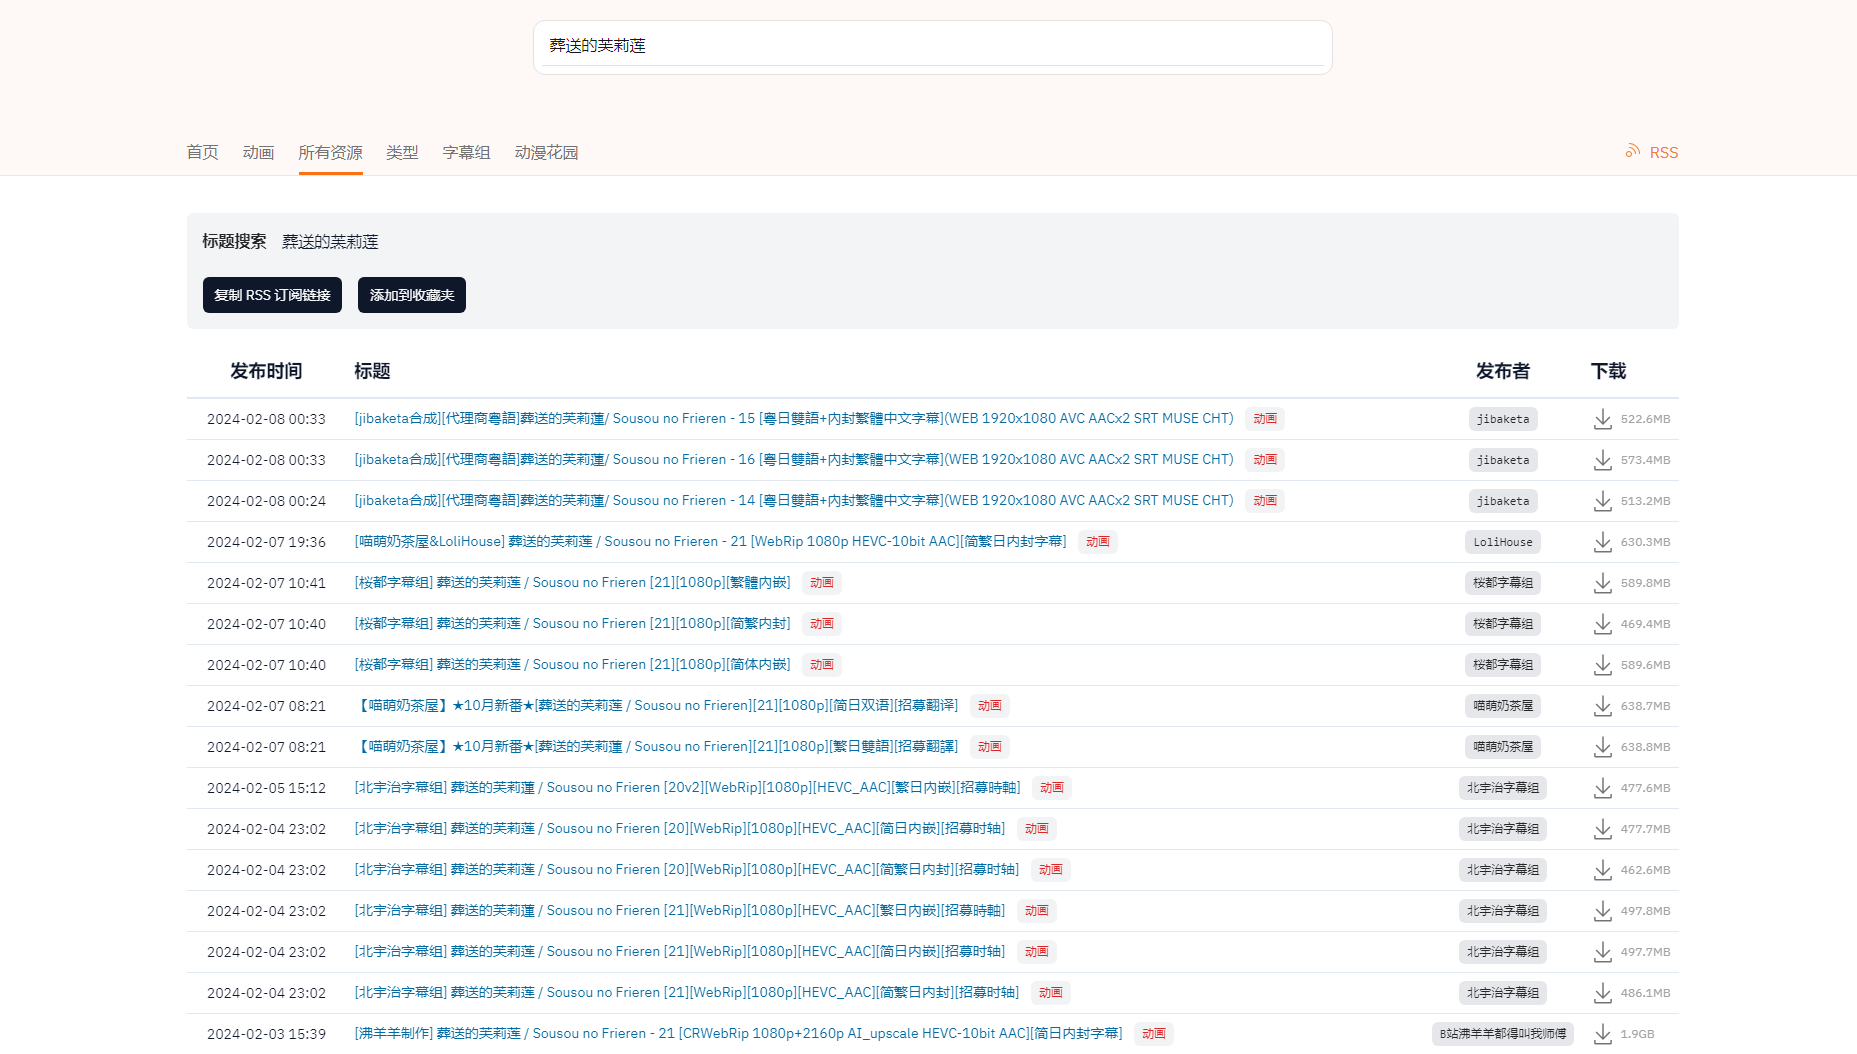 葬送的芙莉莲
首页 动画 所有资源 类型 字幕组 动漫花园 RSS
标题搜索 葬送的芙莉莲
复制 RSS 订阅链接 添加到收藏夹
发布时间 标题 发布者 下载
2024-02-08 00:33 [jibaketa合成][代理商粵語]葬送的芙莉蓮/ Sousou no Frieren - 15 [粵日雙語+内封繁體中文字幕](WEB 1920x1080 AVC AACx2 SRT MUSE CHT) 动画 jibaketa 522.6MB
2024-02-08 00:33 [jibaketa合成][代理商粵語]葬送的芙莉蓮/ Sousou no Frieren - 16 [粵日雙語+内封繁體中文字幕](WEB 1920x1080 AVC AACx2 SRT MUSE CHT) 动画 jibaketa 573.4MB
2024-02-08 00:24 [jibaketa合成][代理商粵語]葬送的芙莉蓮/ Sousou no Frieren - 14 [粵日雙語+内封繁體中文字幕](WEB 1920x1080 AVC AACx2 SRT MUSE CHT) 动画 jibaketa 513.2MB
2024-02-07 19:36 [喵萌奶茶屋&LoliHouse] 葬送的芙莉莲 / Sousou no Frieren - 21 [WebRip 1080p HEVC-10bit AAC][简繁日内封字幕] 动画 LoliHouse 630.3MB
2024-02-07 10:41 [桜都字幕组] 葬送的芙莉莲 / Sousou no Frieren [21][1080p][繁體内嵌] 动画 桜都字幕组 589.8MB
2024-02-07 10:40 [桜都字幕组] 葬送的芙莉莲 / Sousou no Frieren [21][1080p][简繁内封] 动画 桜都字幕组 469.4MB
2024-02-07 10:40 [桜都字幕组] 葬送的芙莉莲 / Sousou no Frieren [21][1080p][简体内嵌] 动画 桜都字幕组 589.6MB
2024-02-07 08:21 【喵萌奶茶屋】★10月新番★[葬送的芙莉莲 / Sousou no Frieren][21][1080p][简日双语][招募翻译] 动画 喵萌奶茶屋 638.7MB
2024-02-07 08:21 【喵萌奶茶屋】★10月新番★[葬送的芙莉蓮 / Sousou no Frieren][21][1080p][繁日雙語][招募翻譯] 动画 喵萌奶茶屋 638.8MB
2024-02-05 15:12 [北宇治字幕组] 葬送的芙莉蓮 / Sousou no Frieren [20v2][WebRip][1080p][HEVC_AAC][繁日内嵌][招募時軸] 动画 北宇治字幕组 477.6MB
2024-02-04 23:02 [北宇治字幕组] 葬送的芙莉莲 / Sousou no Frieren [20][WebRip][1080p][HEVC_AAC][简日内嵌][招募时轴] 动画 北宇治字幕组 477.7MB
2024-02-04 23:02 [北宇治字幕组] 葬送的芙莉莲 / Sousou no Frieren [20][WebRip][1080p][HEVC_AAC][简繁日内封][招募时轴] 动画 北宇治字幕组 462.6MB
2024-02-04 23:02 [北宇治字幕组] 葬送的芙莉蓮 / Sousou no Frieren [21][WebRip][1080p][HEVC_AAC][繁日内嵌][招募時軸] 动画 北宇治字幕组 497.8MB
2024-02-04 23:02 [北宇治字幕组] 葬送的芙莉莲 / Sousou no Frieren [21][WebRip][1080p][HEVC_AAC][简日内嵌][招募时轴] 动画 北宇治字幕组 497.7MB
2024-02-04 23:02 [北宇治字幕组] 葬送的芙莉莲 / Sousou no Frieren [21][WebRip][1080p][HEVC_AAC][简繁日内封][招募时轴] 动画 北宇治字幕组 486.1MB
2024-02-03 15:39 [沸羊羊制作] 葬送的芙莉莲 / Sousou no Frieren - 21 [CRWebRip 1080p+2160p AI_upscale HEVC-10bit AAC][简日内封字幕] 动画 B站沸羊羊都得叫我师傅 1.9GB